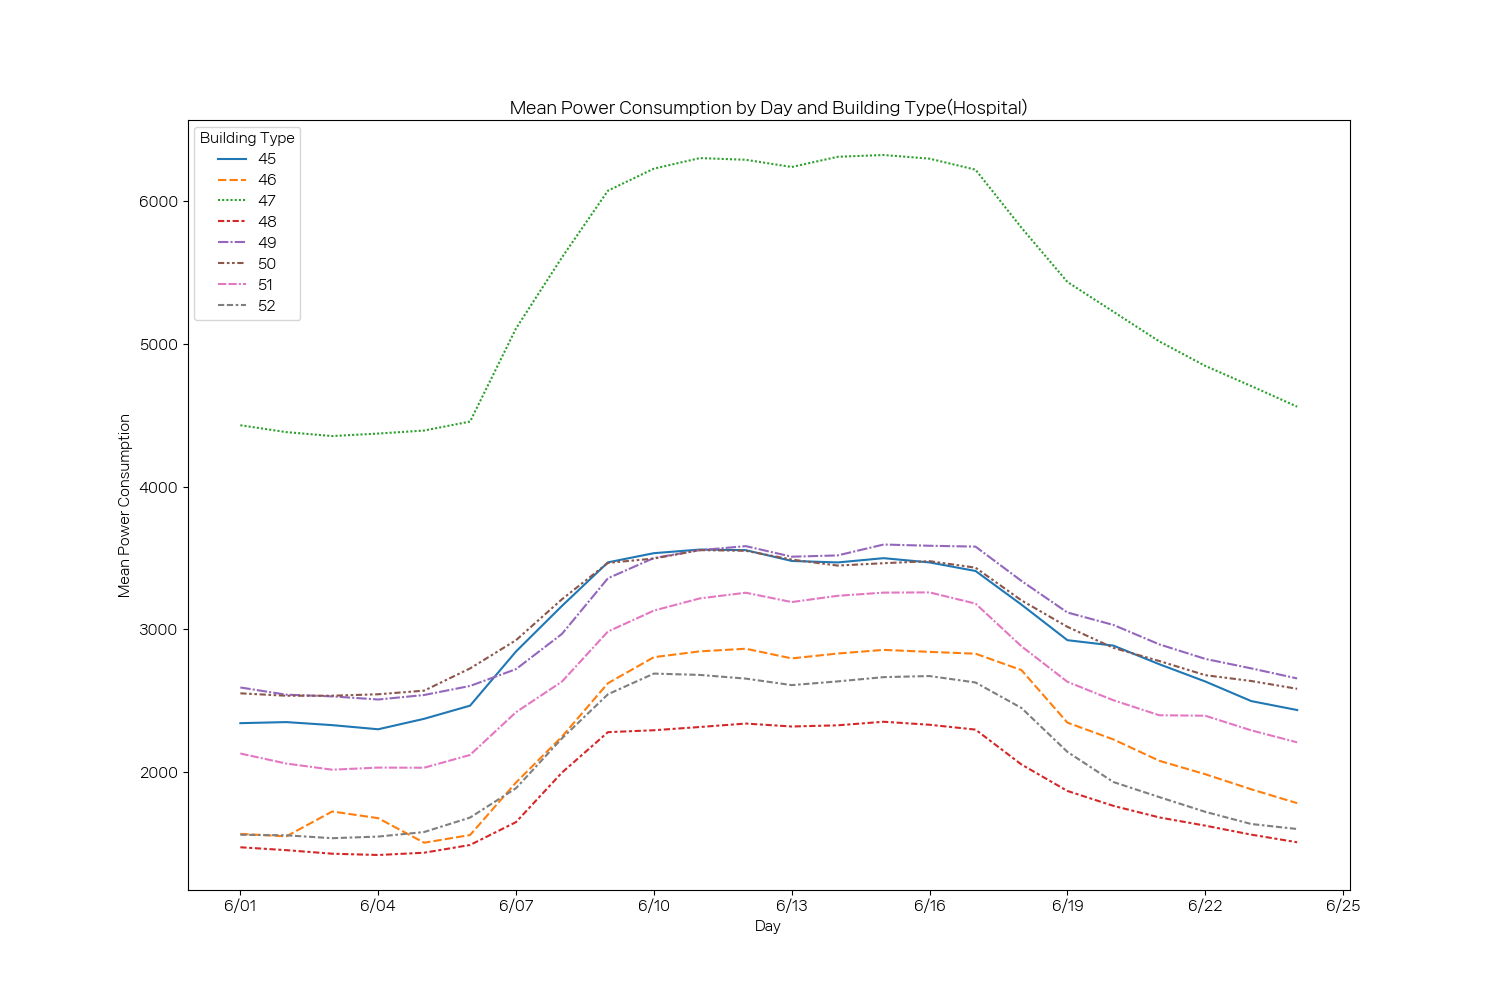 Mean Power Consumption by Day and Building Type(Hospital)
Building Type
45
46
47
48
49
50
51
52
Mean Power Consumption
6000
5000
4000
3000
2000
6/01 6/04 6/07 6/10 6/13 6/16 6/19 6/22 6/25
Day